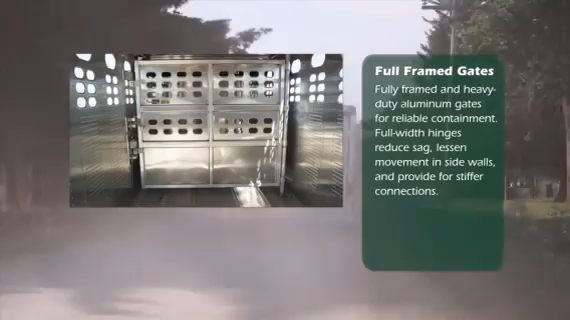 Full Framed Gates
Fully framed and heavy-
duty aluminum gates
for reliable containment.
Full-width hinges
reduce sag, lessen
movement in side walls,
and provide for stiffer
connections.